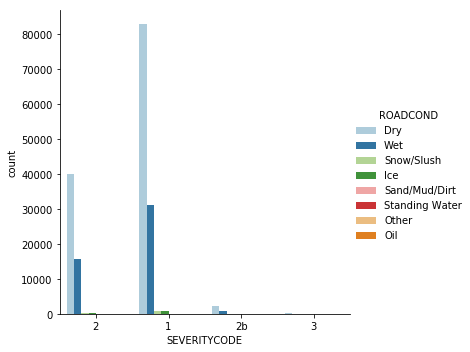 80000
70000
60000
50000
40000
30000
20000
10000
0
count
2 1 2b 3
SEVERITYCODE
ROADCOND
Dry
Wet
Snow/Slush
Ice
Sand/Mud/Dirt
Standing Water
Other
Oil